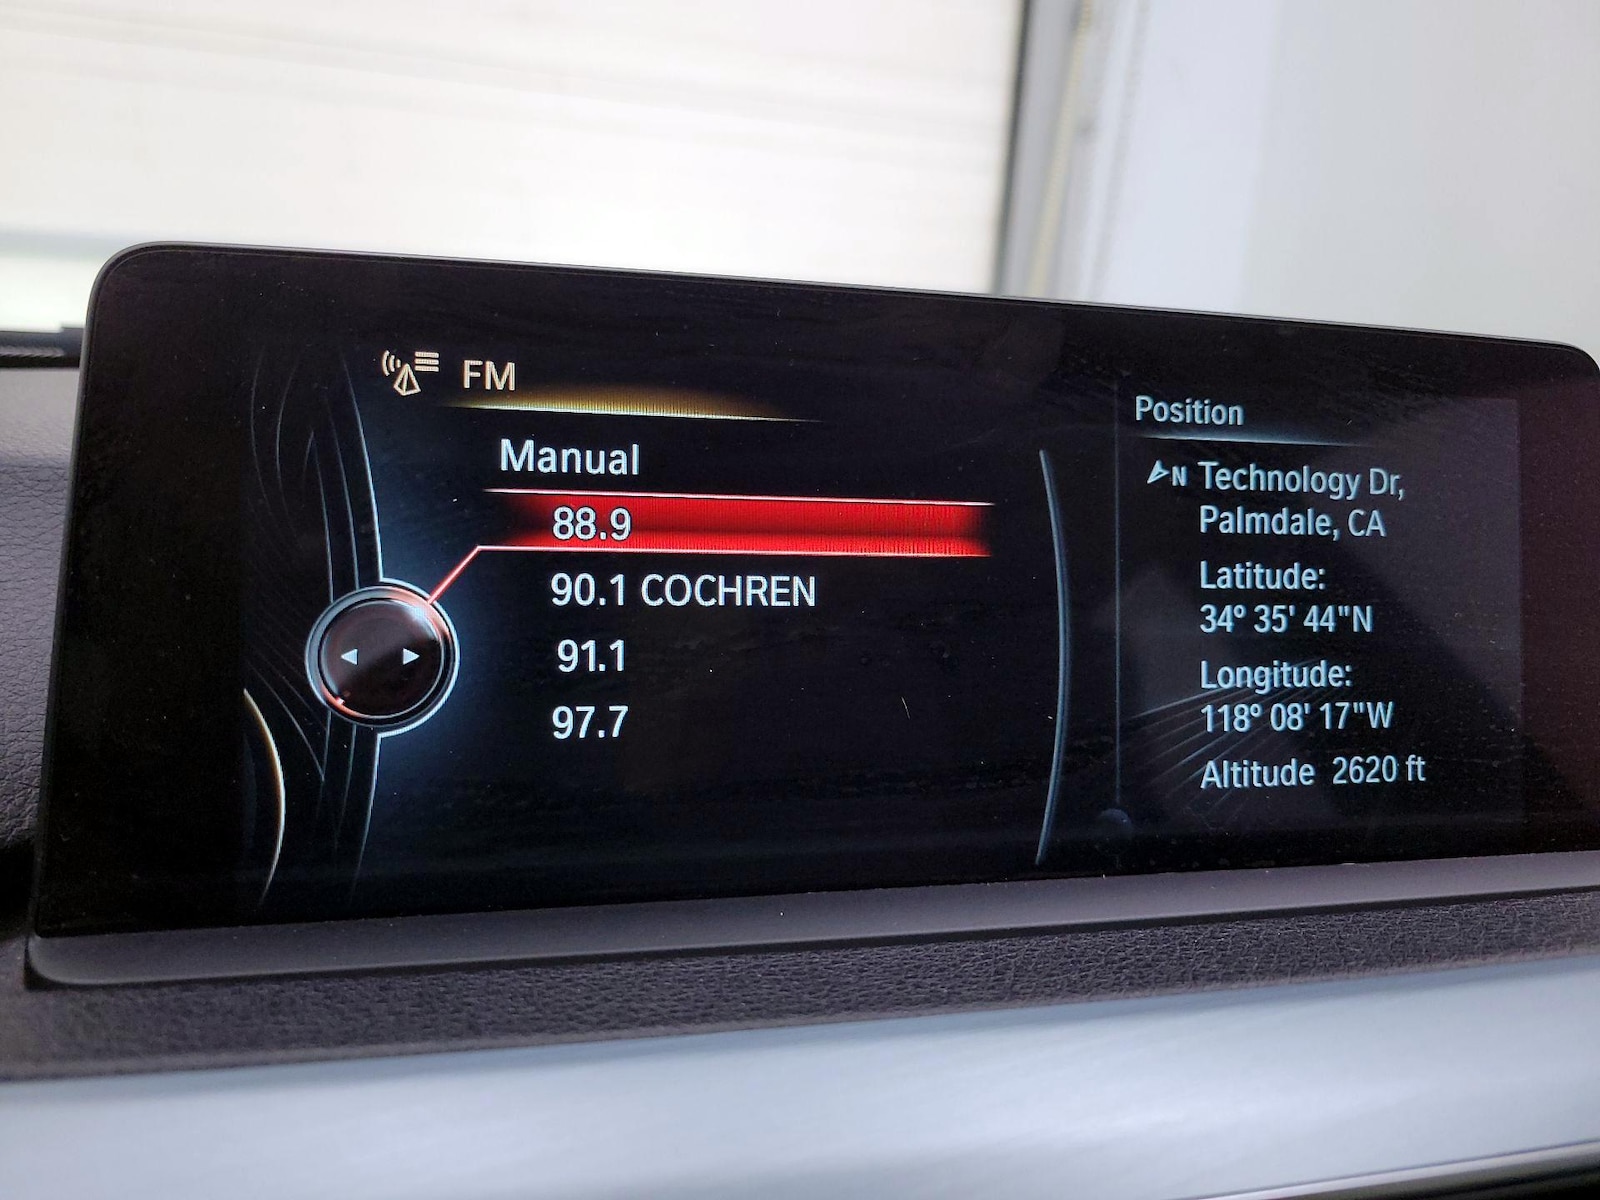 FM
Manual
88.9
90.1 COCHREN
91.1
97.7
Position
N Technology Dr,
Palmdale, CA
Latitude:
34° 35' 44"N
Longitude:
118° 08' 17"W
Altitude 2620 ft